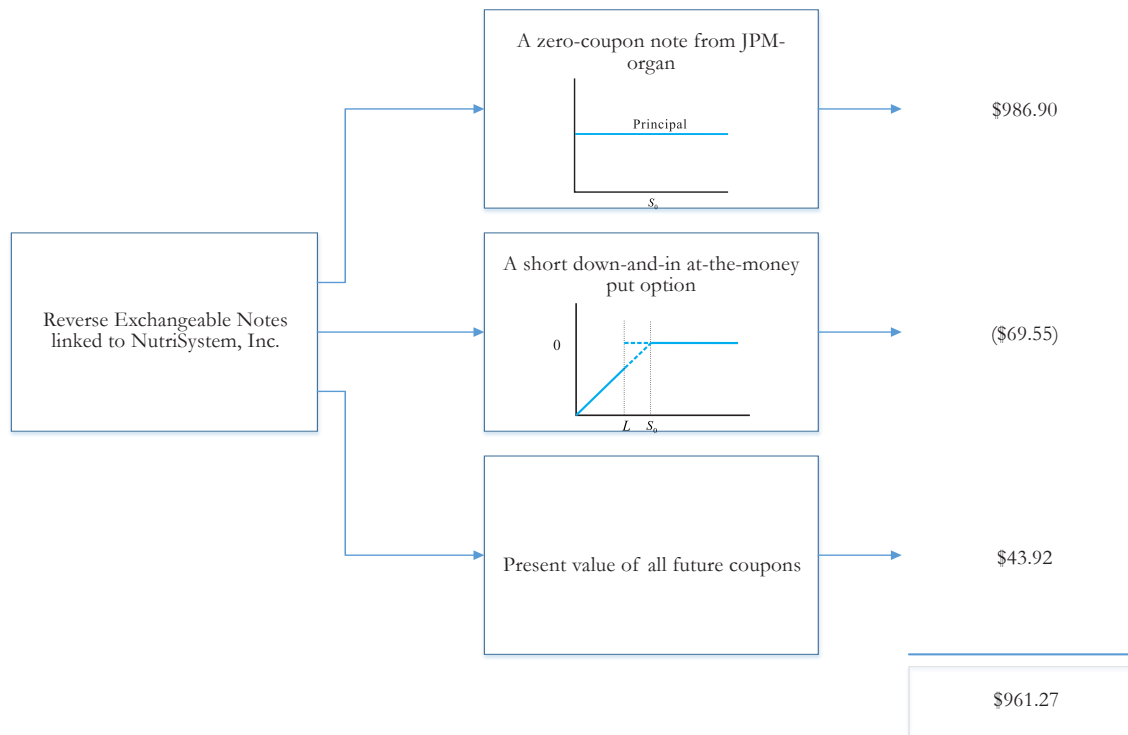 A zero-coupon note from JPM-
organ
Principal
S₀
$986.90
Reverse Exchangeable Notes
linked to NutriSystem, Inc.
A short down-and-in at-the-money
put option
0
L S₀
($69.55)
Present value of all future coupons
$43.92
$961.27